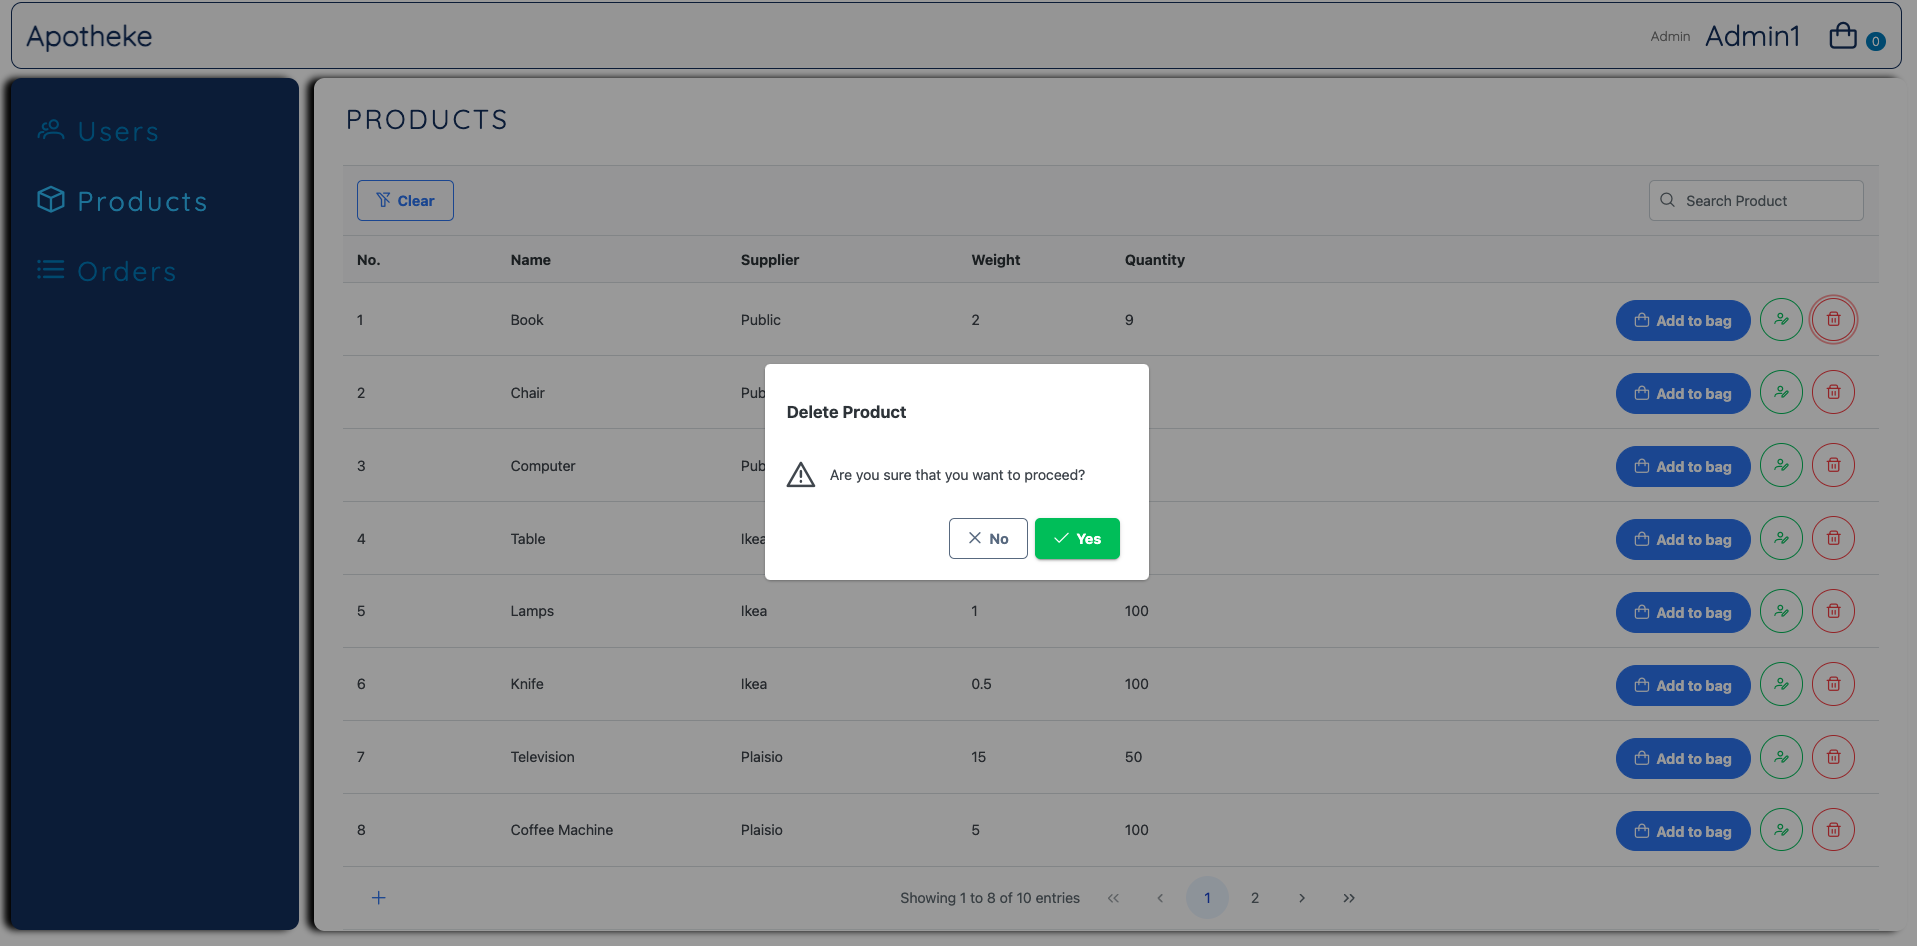 Apotheke
Admin Admin1 0
Users
Products
Orders
PRODUCTS
Clear
Search Product
No. Name Supplier Weight Quantity
1 Book Public 2 9 Add to bag
2 Chair Pub Add to bag
3 Computer Pub Add to bag
4 Table Ikea Add to bag
5 Lamps Ikea 1 100 Add to bag
6 Knife Ikea 0.5 100 Add to bag
7 Television Plaisio 15 50 Add to bag
8 Coffee Machine Plaisio 5 100 Add to bag
Delete Product
Are you sure that you want to proceed?
No Yes
Showing 1 to 8 of 10 entries « ‹ 1 2 › »